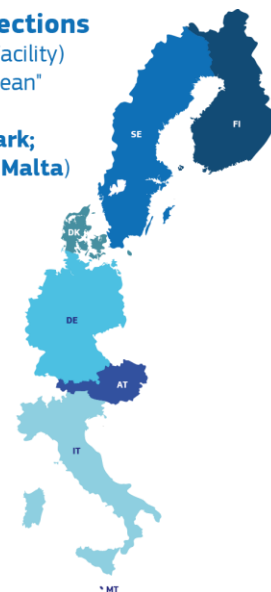 ections
acility)
ean"
ark;
Malta)
SE
FI
DK
DE
AT
IT
MT